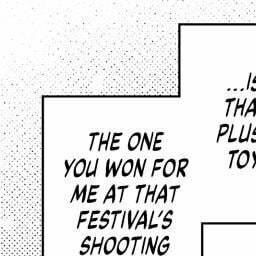 ...IS
THA
PLUS
TOY
THE ONE
YOU WON FOR
ME AT THAT
FESTIVAL'S
SHOOTING